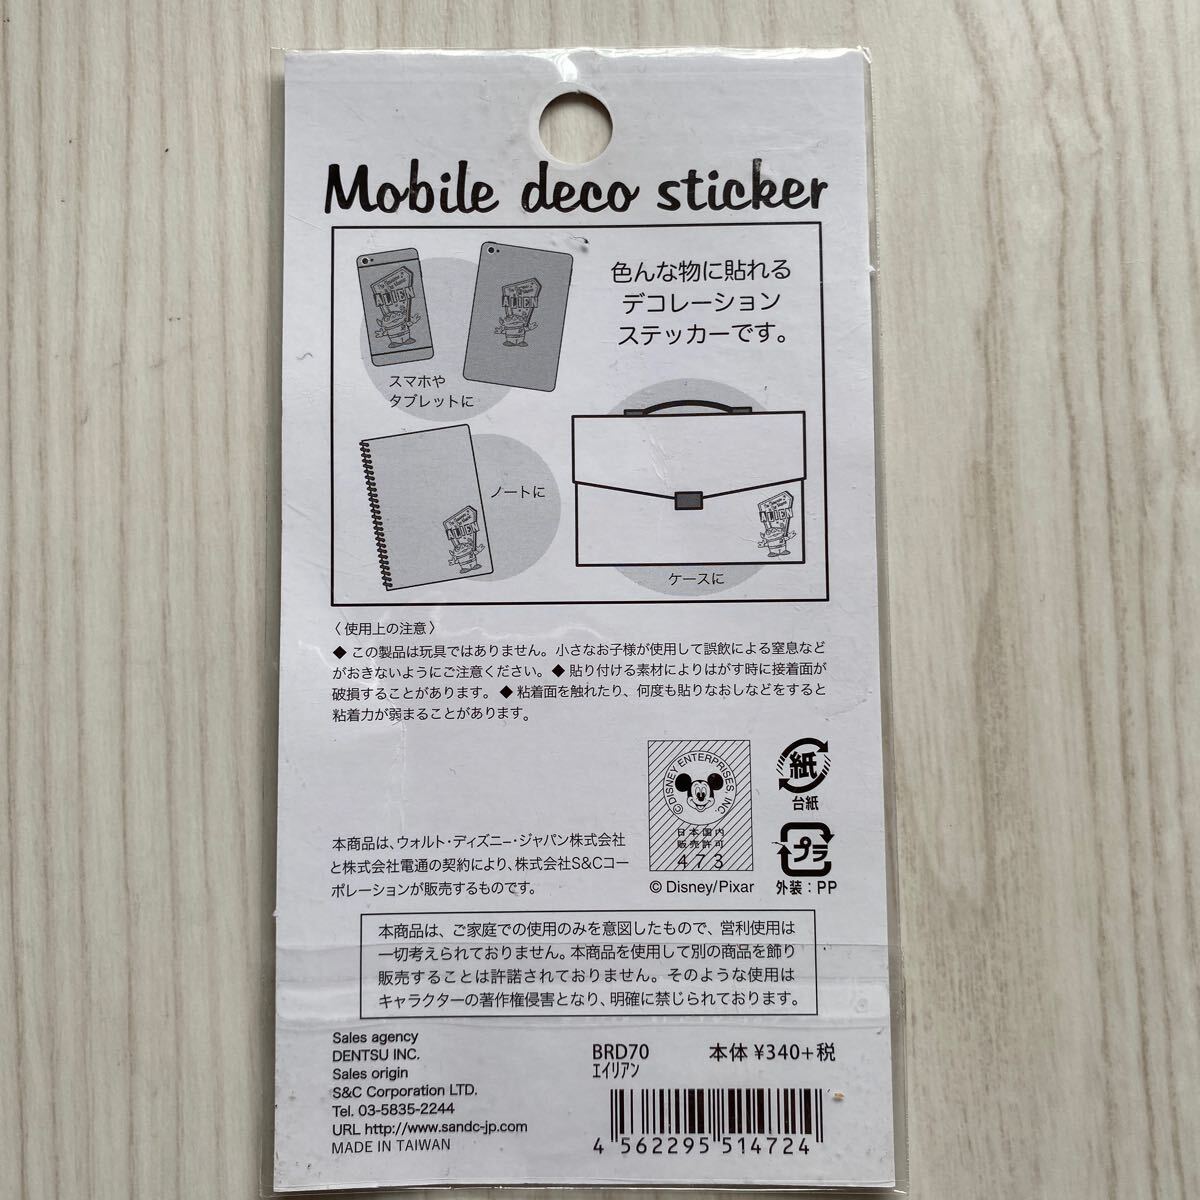 Mobile deco sticker
色んな物に貼れる
デコレーション
ステッカーです。
ALIEN
ALIEN
スマホや
タブレットに
ノートに
ALIEN
ALIEN
ケースに
〈 使用上の注意 〉
◆ この製品は玩具ではありません。小さなお子様が使用して誤飲による窒息など
がおきないようにご注意ください。◆ 貼り付ける素材によりはがす時に接着面が
破損することがあります。 ◆ 粘着面を触れたり、何度も貼りなおしなどをすると
粘着力が弱まることがあります。
©DISNEY ENTERPRISES, INC.
日本国内
販売許可
473
© Disney/Pixar
紙
台紙
プラ
外装：PP
本商品は、ウォルト・ディズニー・ジャパン株式会社
と株式会社電通の契約により、株式会社S&Cコー
ポレーションが販売するものです。
本商品は、ご家庭での使用のみを意図したもので、営利使用は
一切考えられておりません。本商品を使用して別の商品を飾り
販売することは許諾されておりません。そのような使用は
キャラクターの著作権侵害となり、明確に禁じられております。
Sales agency
DENTSU INC.
Sales origin
S&C Corporation LTD.
Tel. 03-5835-2244
URL http://www.sandc-jp.com
MADE IN TAIWAN
BRD70 本体 ¥340+税
エイリアン
4 562295 514724